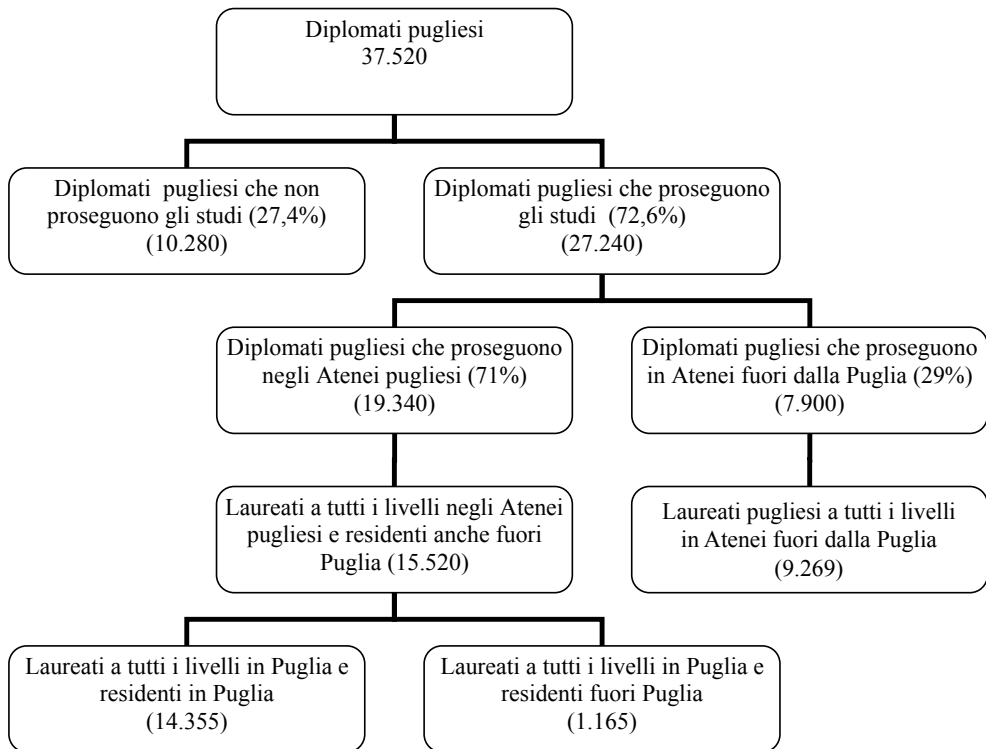 Diplomati pugliesi
37.520
Diplomati pugliesi che non
proseguono gli studi (27,4%)
(10.280)
Diplomati pugliesi che proseguono
gli studi (72,6%)
(27.240)
Diplomati pugliesi che proseguono
negli Atenei pugliesi (71%)
(19.340)
Diplomati pugliesi che proseguono
in Atenei fuori dalla Puglia (29%)
(7.900)
Laureati a tutti i livelli negli Atenei
pugliesi e residenti anche fuori
Puglia (15.520)
Laureati pugliesi a tutti i livelli
in Atenei fuori dalla Puglia
(9.269)
Laureati a tutti i livelli in Puglia e
residenti in Puglia
(14.355)
Laureati a tutti i livelli in Puglia e
residenti fuori Puglia
(1.165)